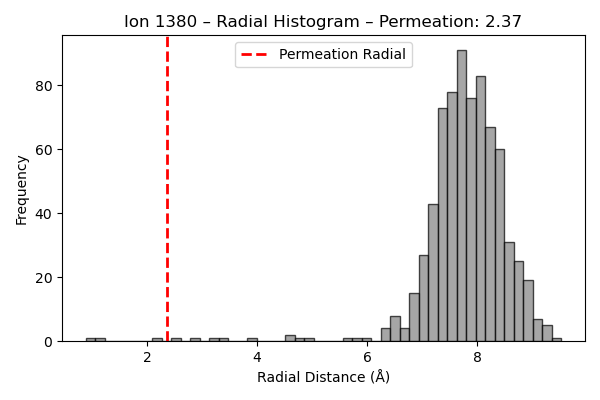 Ion 1380 – Radial Histogram – Permeation: 2.37
Permeation Radial
Frequency
80
60
40
20
0
2 4 6 8
Radial Distance (Å)